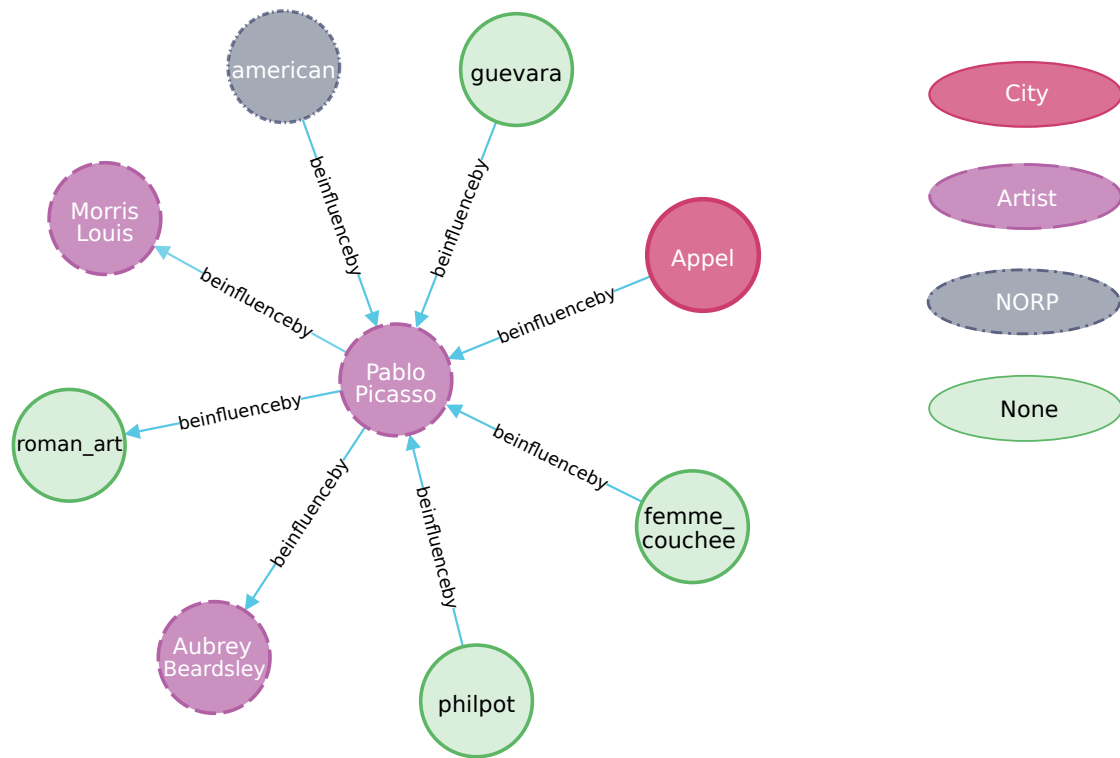 american
guevara
City
beinfluenceby
beinfluenceby
Artist
Morris
Louis
Appel
beinfluenceby
beinfluenceby
NORP
Pablo
Picasso
beinfluenceby
roman_art
None
beinfluenceby
beinfluenceby
beinfluenceby
femme_
couchee
Aubrey
Beardsley
philpot